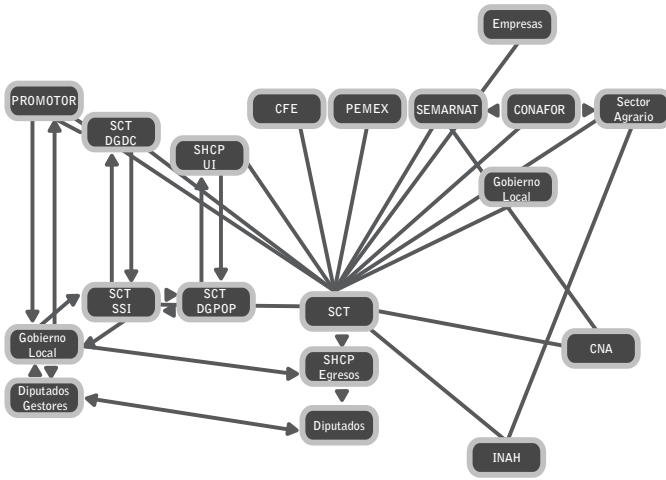 Empresas
PROMOTOR
CFE
PEMEX
SEMARNAT
CONAFOR
Sector
Agrario
SCT
DGDC
SHCP
UI
Gobierno
Local
SCT
SSI
SCT
DGPOP
SCT
Gobierno
Local
SHCP
Egresos
CNA
Diputados
Gestores
Diputados
INAH